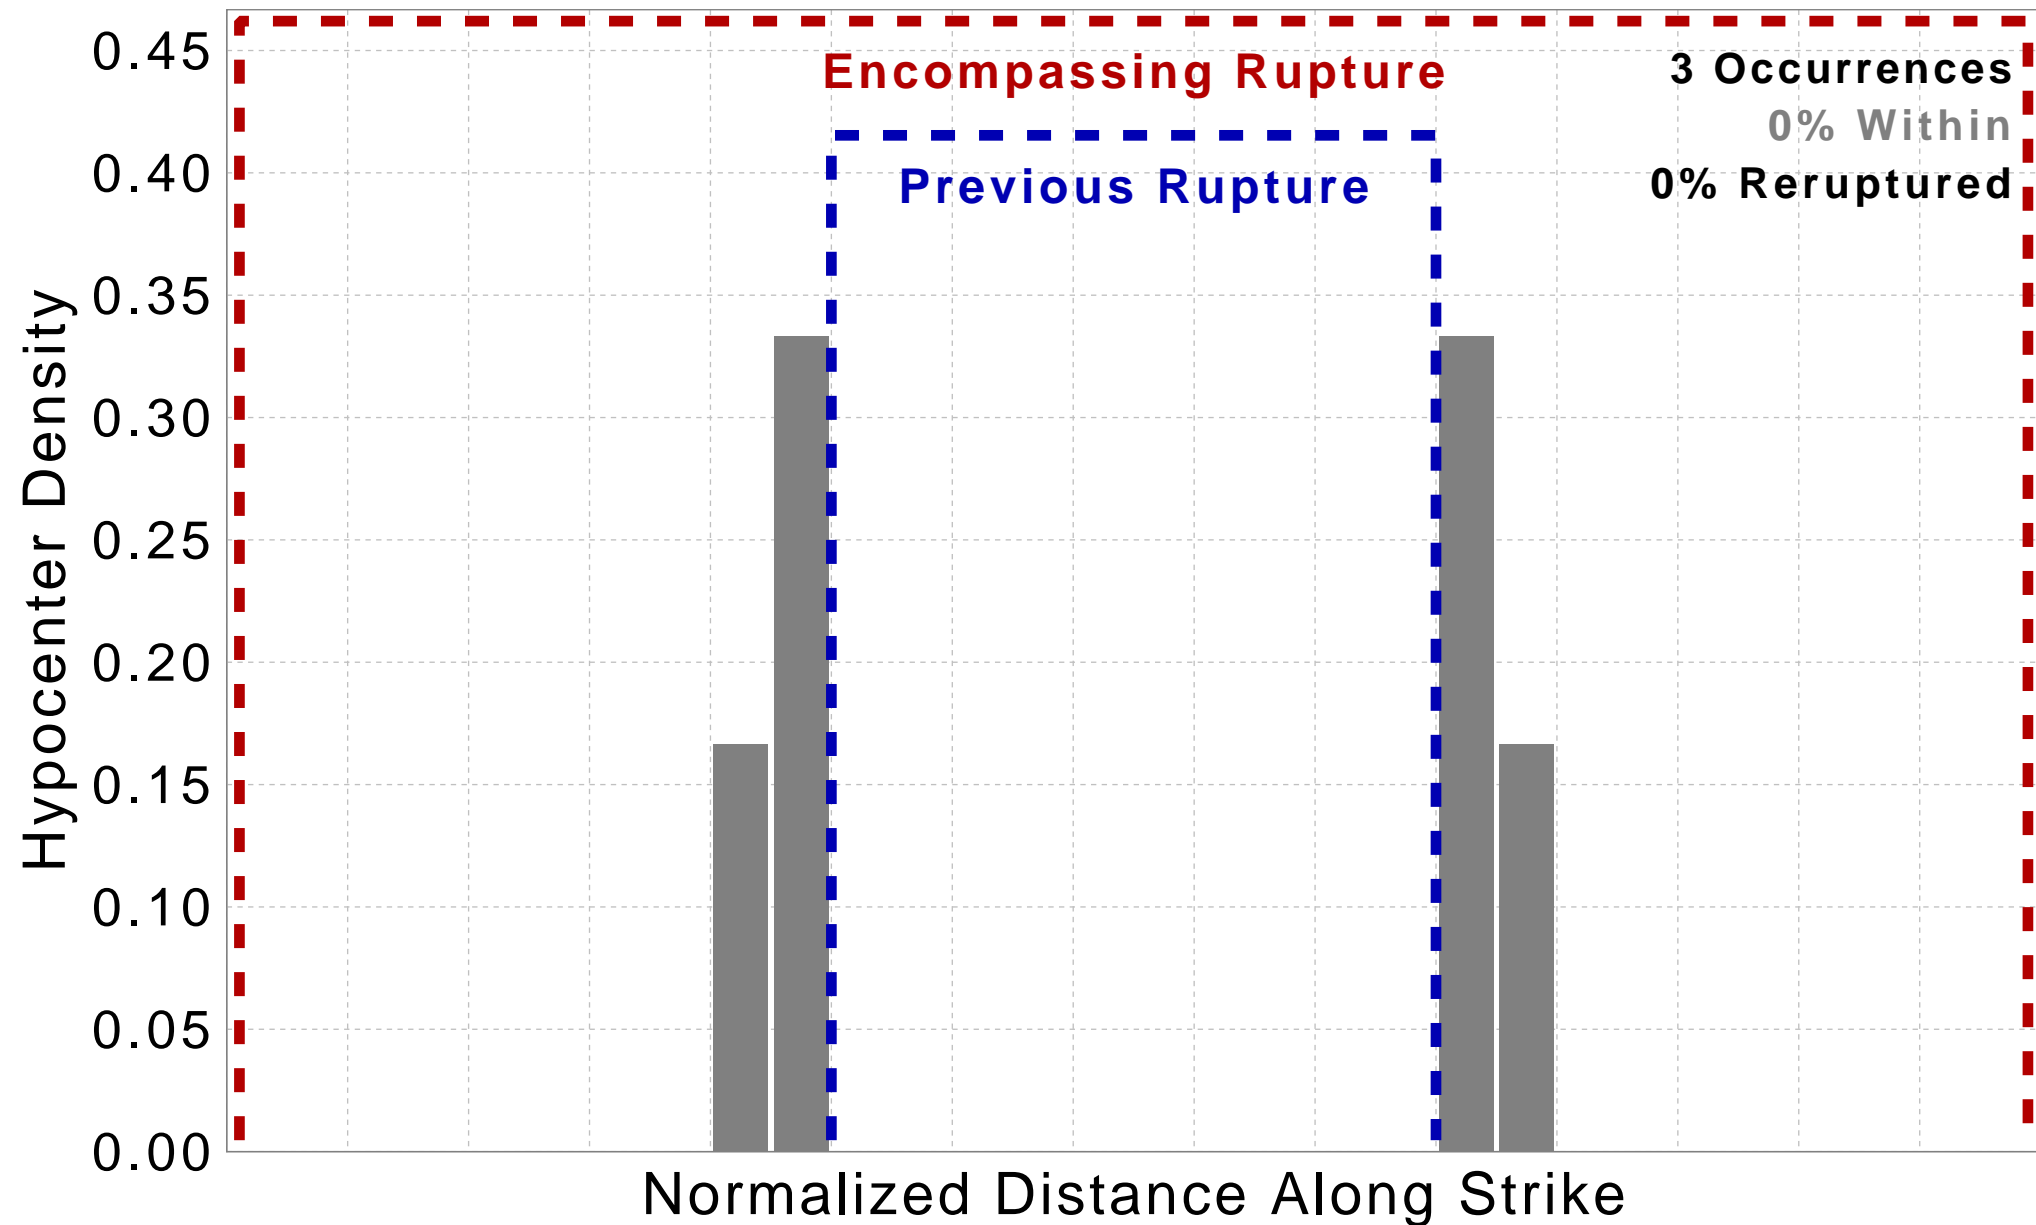 0.45
0.40
0.35
0.30
0.25
0.20
0.15
0.10
0.05
0.00
Hypocenter Density
Encompassing Rupture
Previous Rupture
3 Occurrences
0% Within
0% Reruptured
Normalized Distance Along Strike